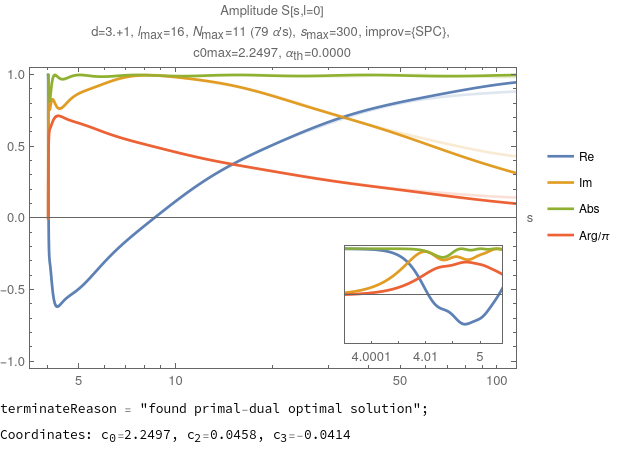 Amplitude S[s,l=0]
d=3.+1, lmax=16, Nmax=11 (79 α's), smax=300, improv={SPC},
c0max=2.2497, αth=0.0000
1.0
0.5
0.0
−0.5
−1.0
s
Re
Im
Abs
Arg/π
4.0001 4.01 5
5 10 50 100
terminateReason = "found primal-dual optimal solution";
Coordinates: c0=2.2497, c2=0.0458, c3=-0.0414